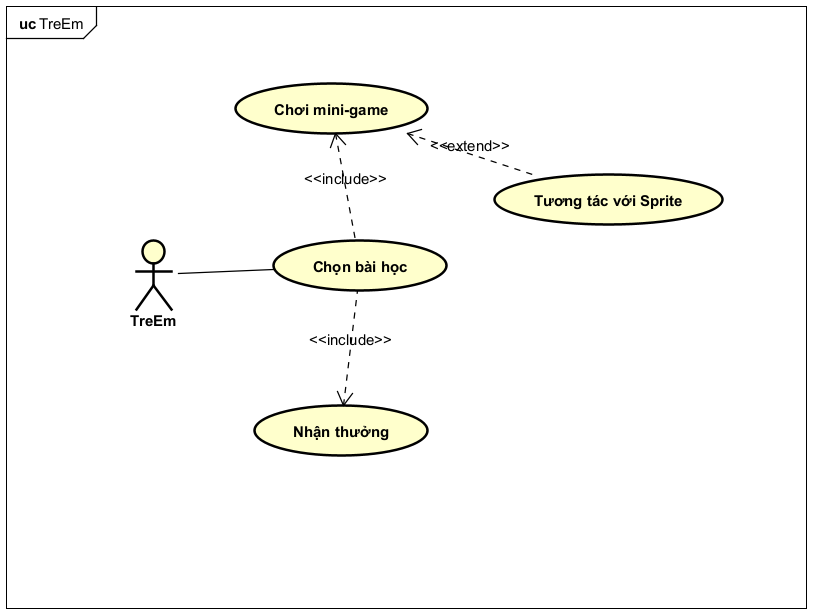 uc TreEm
Chơi mini-game
<<extend>>
<<include>>
Tương tác với Sprite
Chọn bài học
TreEm
<<include>>
Nhận thưởng